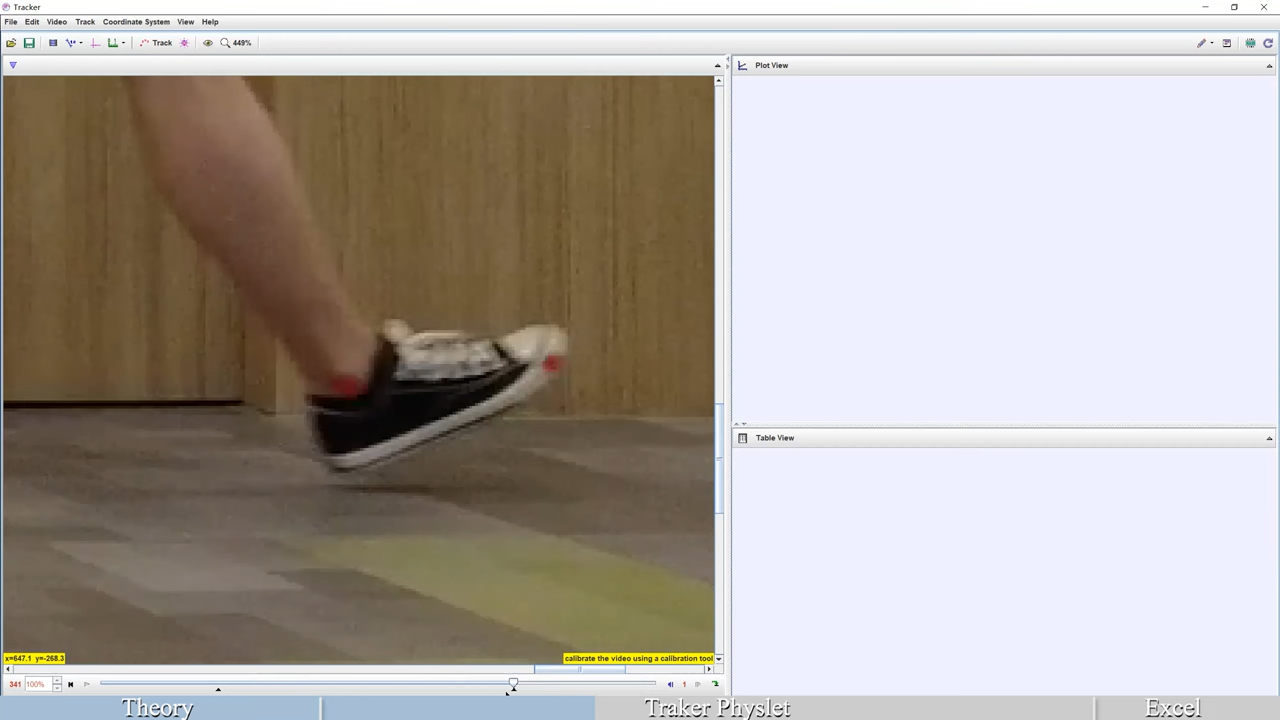 Tracker
File Edit Video Track Coordinate System View Help
Track 449%
Plot View
Table View
x=647.1 y=-268.3
calibrate the video using a calibration tool
341 100% 1
Theory Traker Physlet Excel